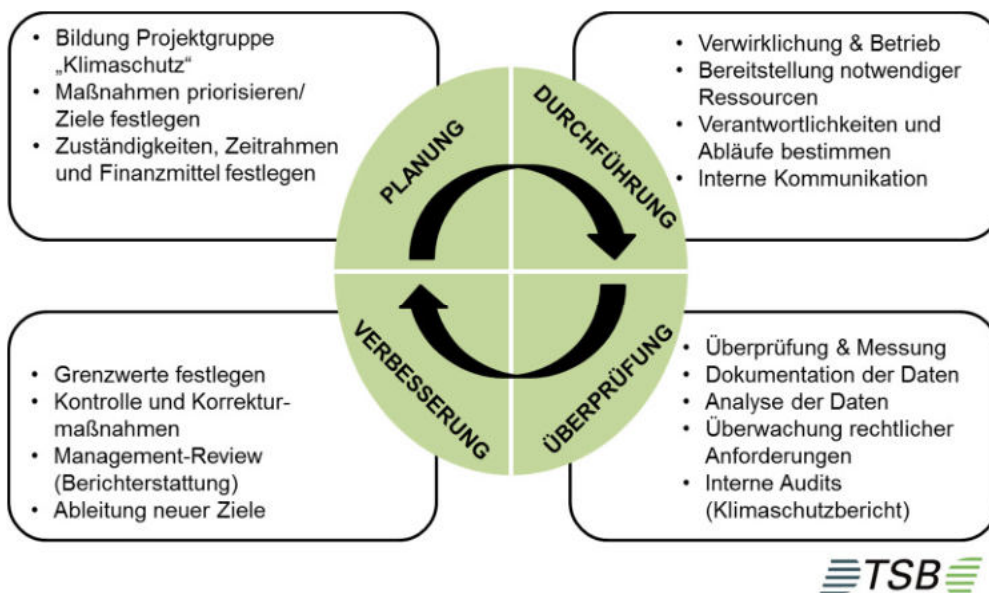 • Bildung Projektgruppe
„Klimaschutz“
• Maßnahmen priorisieren/
Ziele festlegen
• Zuständigkeiten, Zeitrahmen
und Finanzmittel festlegen
• Verwirklichung & Betrieb
• Bereitstellung notwendiger
Ressourcen
• Verantwortlichkeiten und
Abläufe bestimmen
• Interne Kommunikation
PLANUNG
DURCHFÜHRUNG
VERBESSERUNG
ÜBERPRÜFUNG
• Grenzwerte festlegen
• Kontrolle und Korrektur-
maßnahmen
• Management-Review
(Berichterstattung)
• Ableitung neuer Ziele
• Überprüfung & Messung
• Dokumentation der Daten
• Analyse der Daten
• Überwachung rechtlicher
Anforderungen
• Interne Audits
(Klimaschutzbericht)
TSB